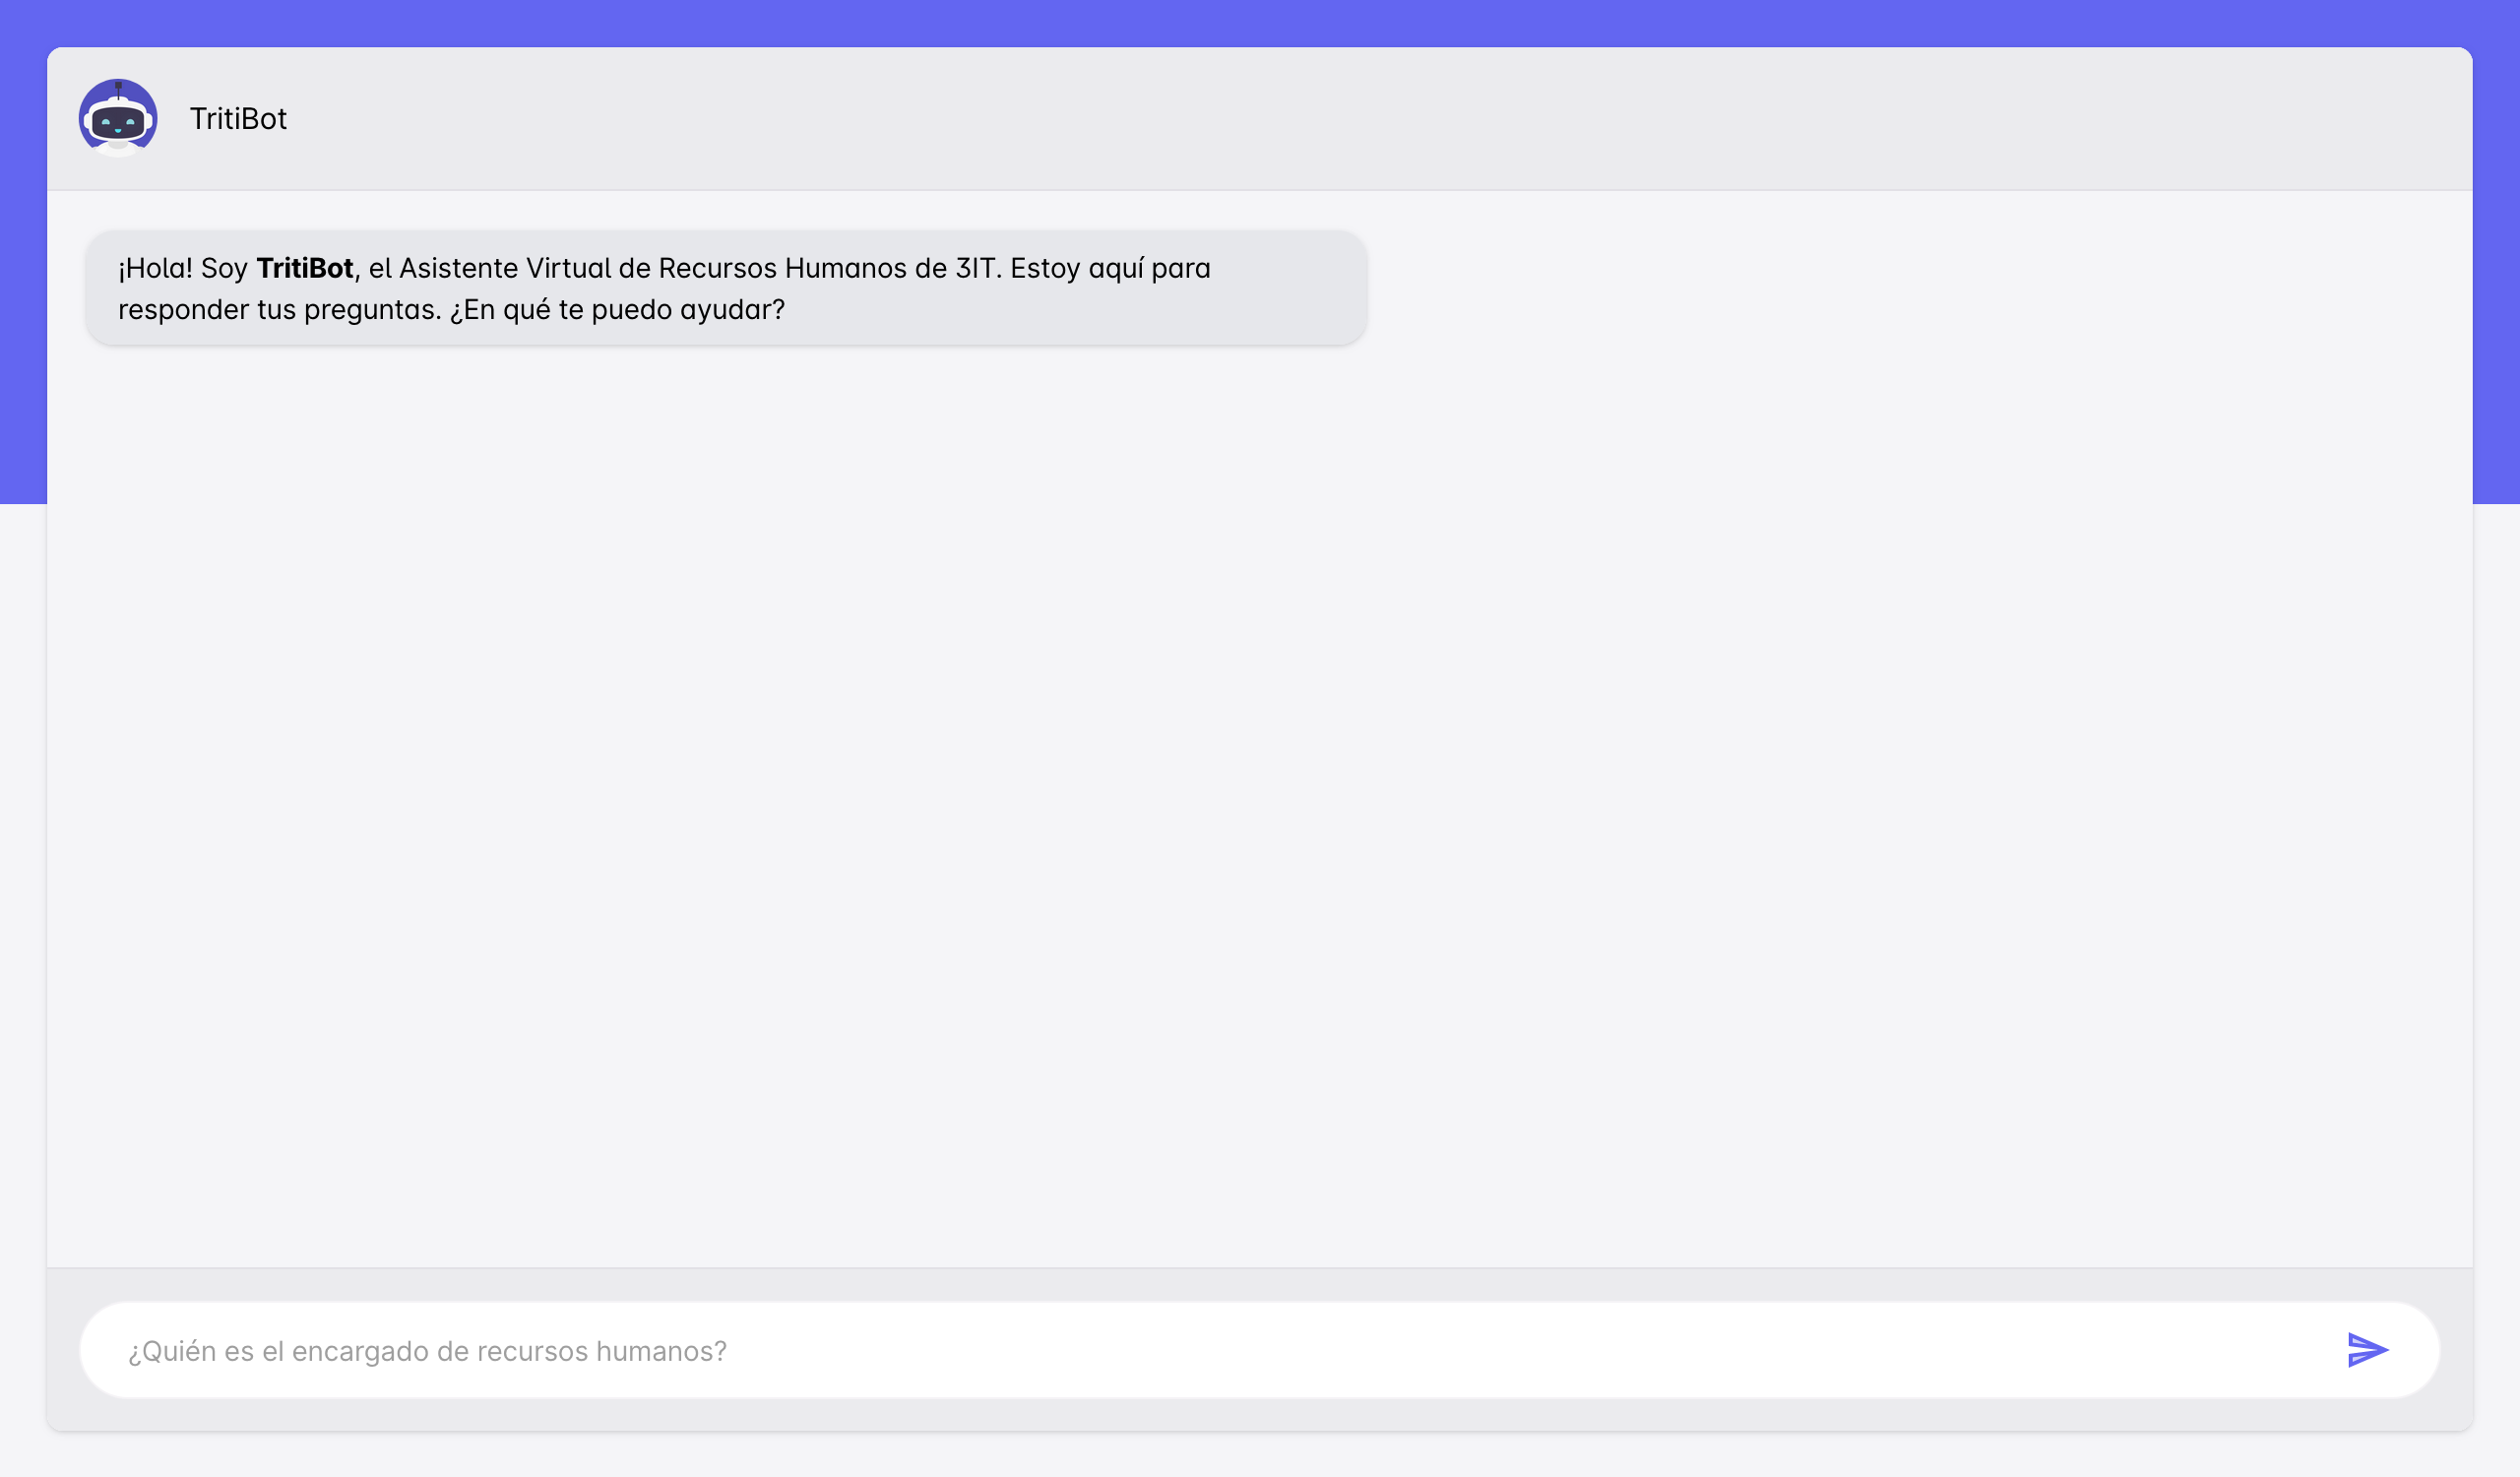 TritiBot
¡Hola! Soy TritiBot, el Asistente Virtual de Recursos Humanos de 3IT. Estoy aquí para
responder tus preguntas. ¿En qué te puedo ayudar?
¿Quién es el encargado de recursos humanos?